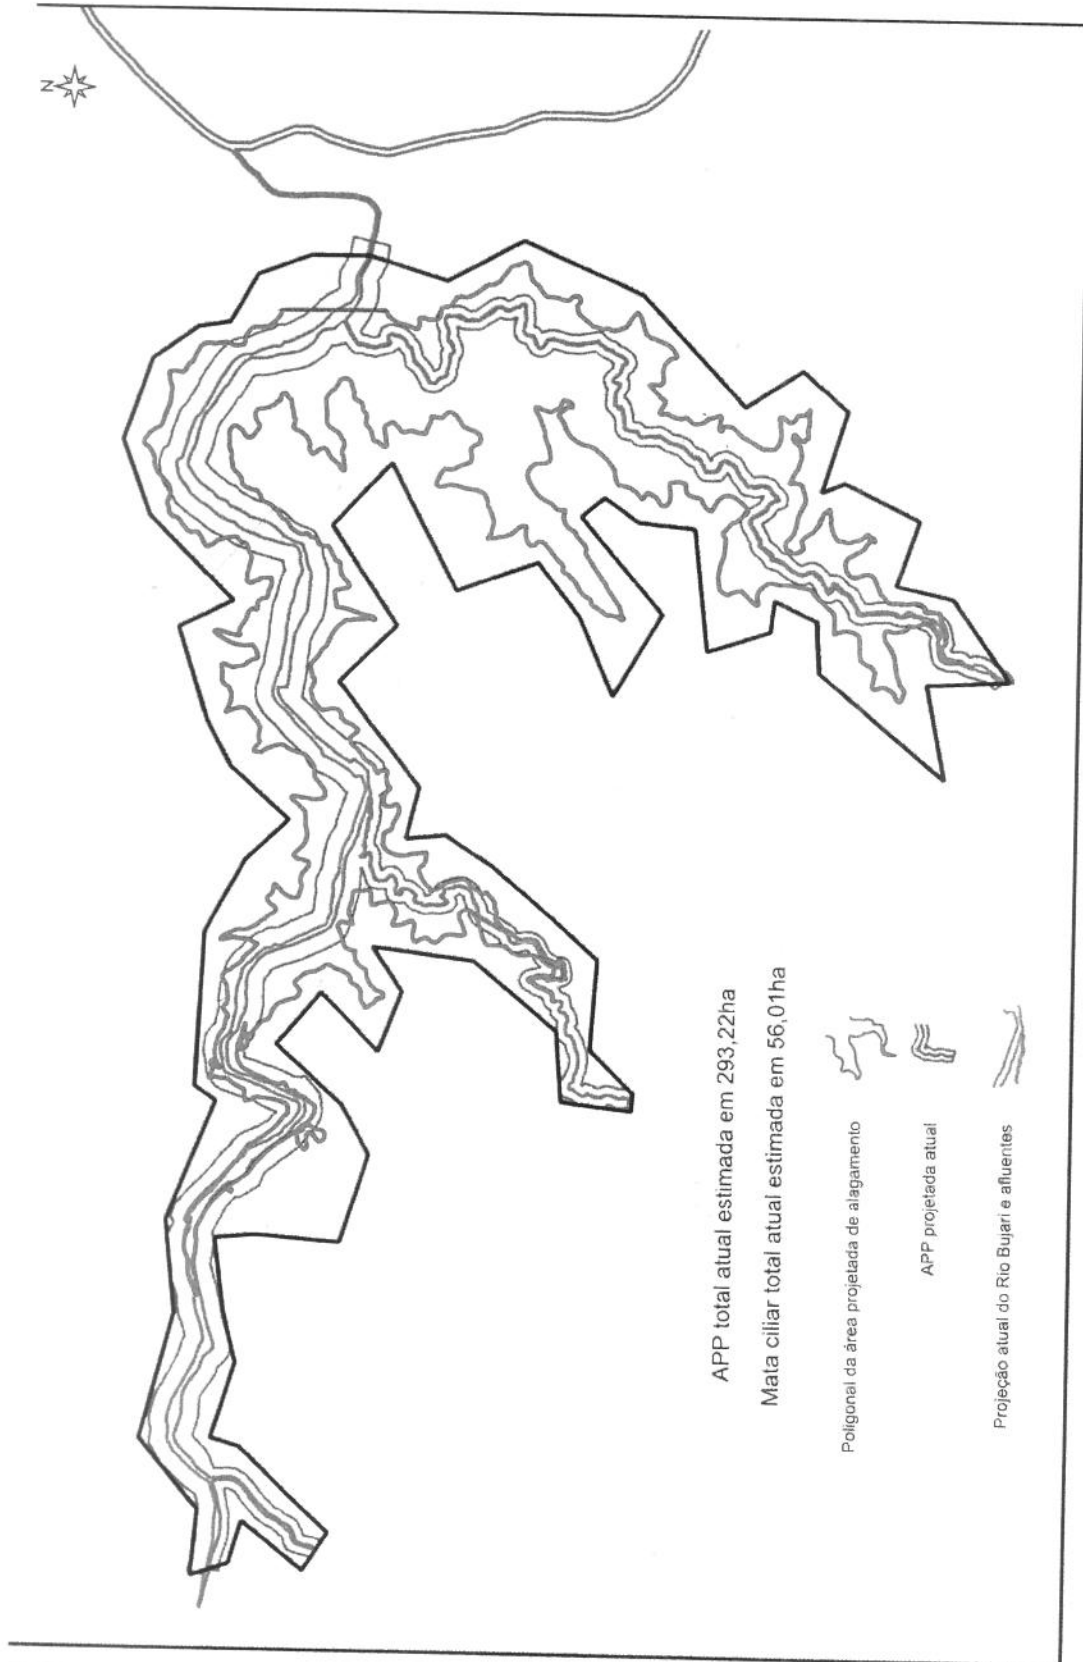 N
APP total atual estimada em 293,22ha
Mata ciliar total atual estimada em 56,01ha
Poligonal da área projetada de alagamento
APP projetada atual
Projeção atual do Rio Bujari e afluentes